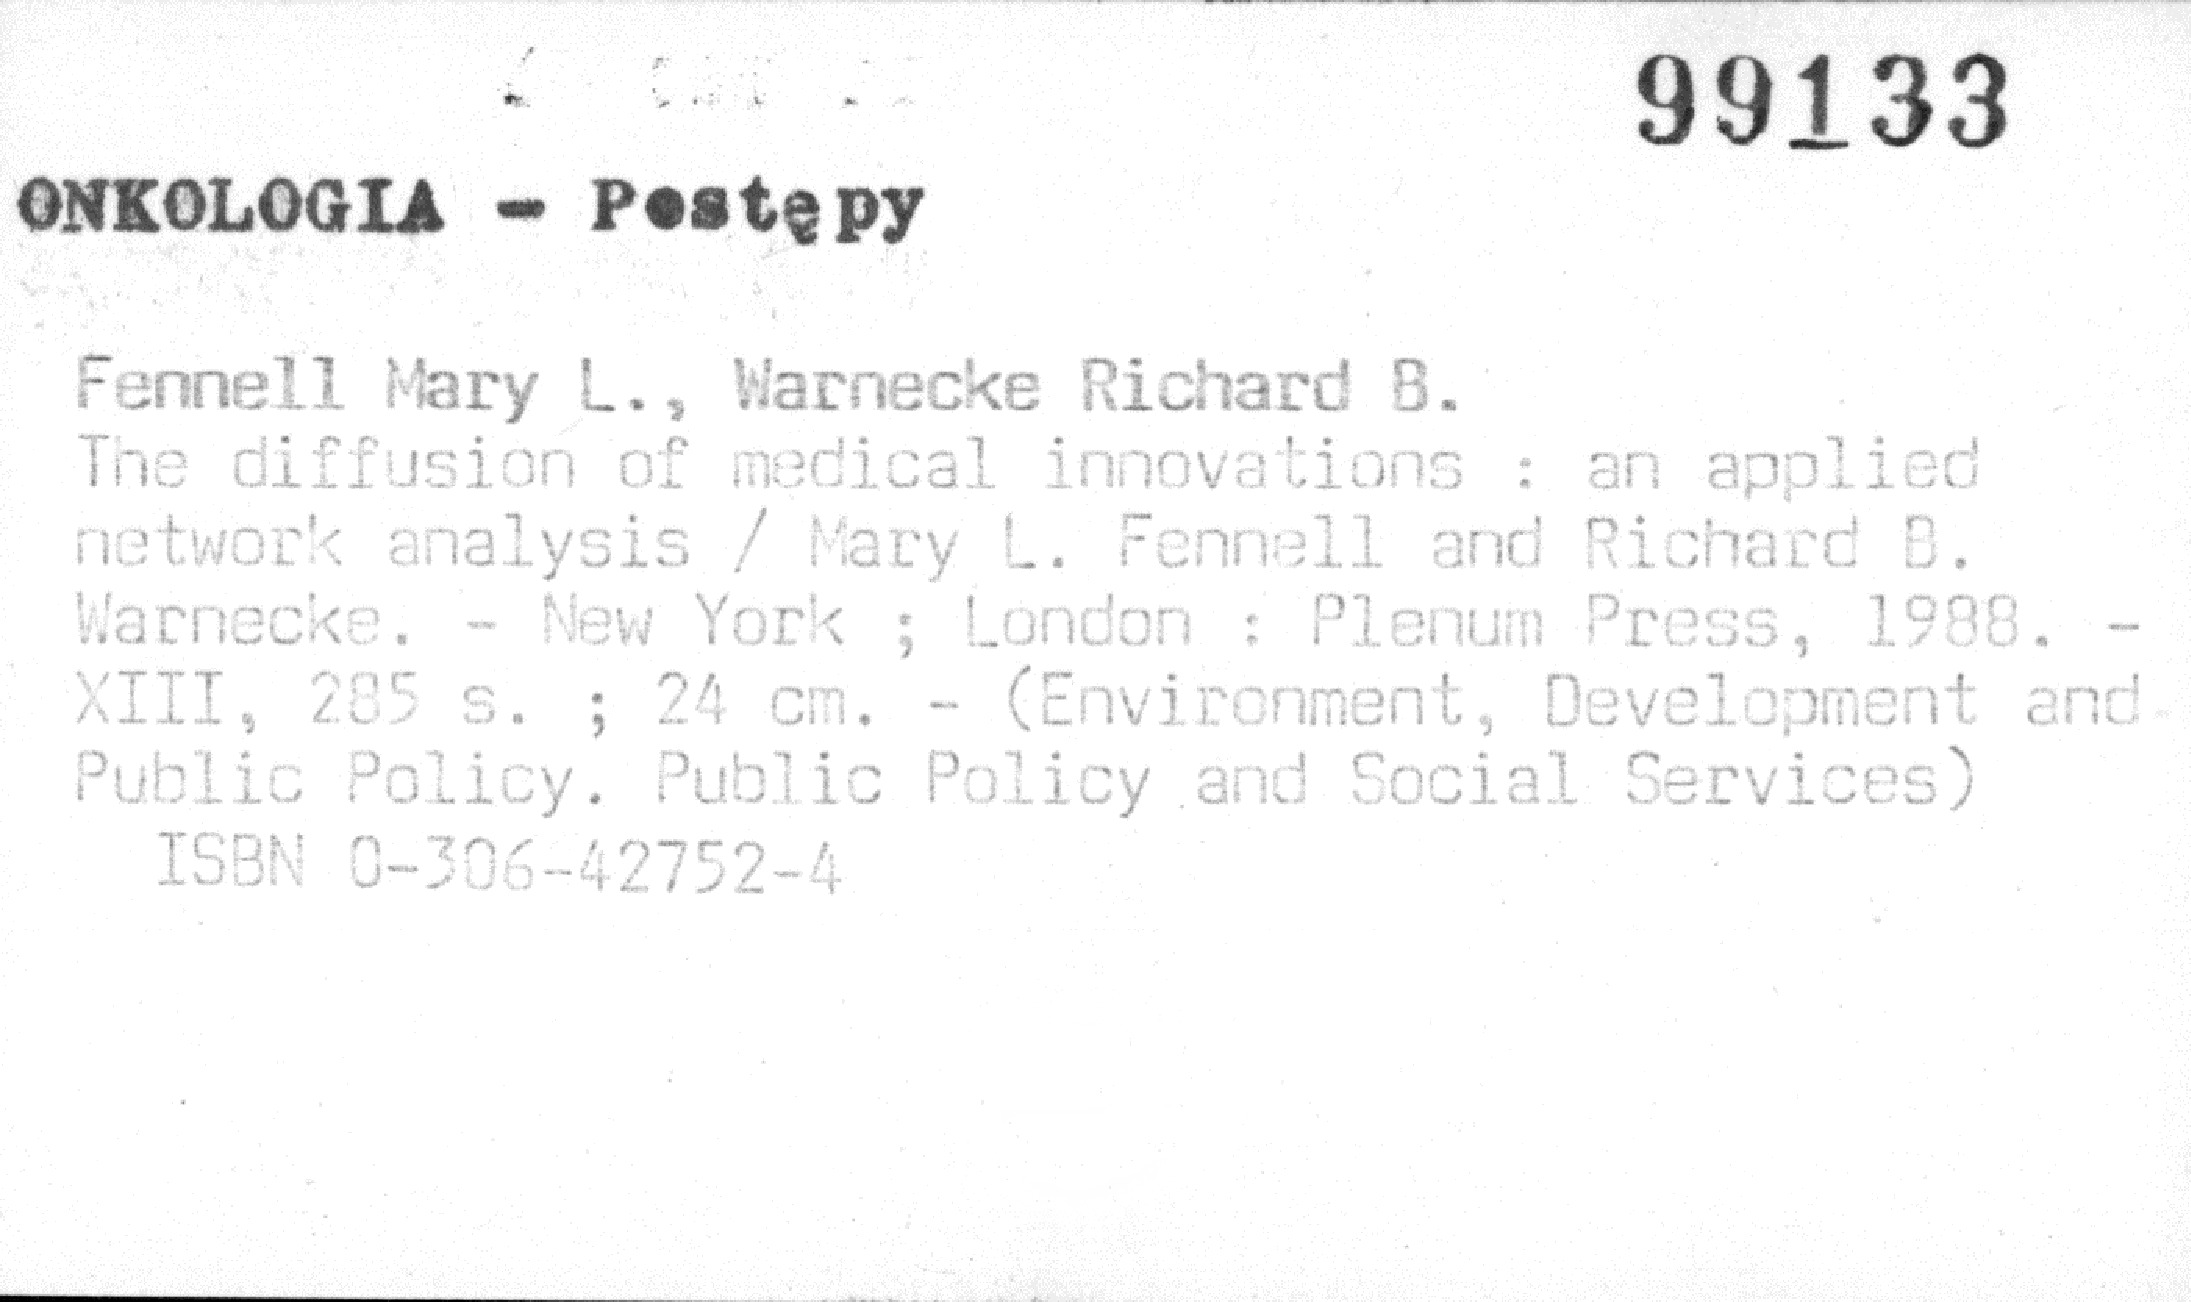 99133
ONKOLOGIA - Postępy
Fennell Mary L., Warnecke Richard B.
The diffusion of medical innovations : an applied
network analysis / Mary L. Fennell and Richard B.
Warnecke. - New York ; London : Plenum Press, 1988. -
XIII, 285 s. ; 24 cm. - (Environment, Development and
Public Policy. Public Policy and Social Services)
ISBN 0-306-42752-4